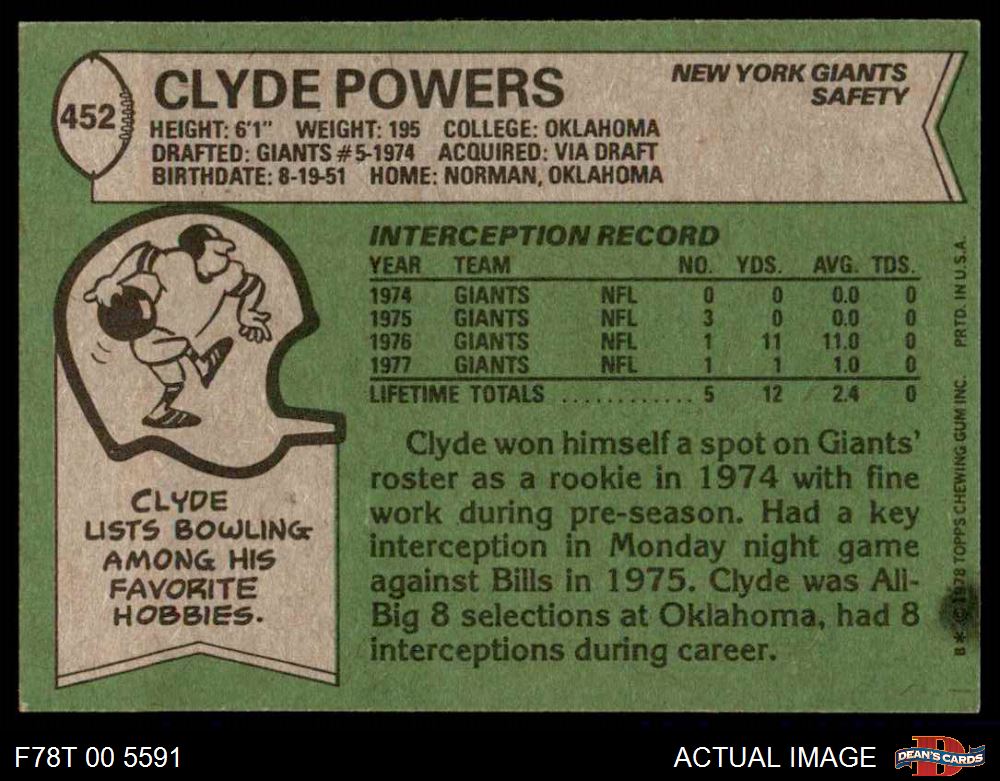 452
CLYDE POWERS
NEW YORK GIANTS
SAFETY
HEIGHT: 6'1" WEIGHT: 195 COLLEGE: OKLAHOMA
DRAFTED: GIANTS #5-1974 ACQUIRED: VIA DRAFT
BIRTHDATE: 8-19-51 HOME: NORMAN, OKLAHOMA
INTERCEPTION RECORD
YEAR TEAM NO. YDS. AVG. TDS.
1974 GIANTS NFL 0 0 0.0 0
1975 GIANTS NFL 3 0 0.0 0
1976 GIANTS NFL 1 11 11.0 0
1977 GIANTS NFL 1 1 1.0 0
LIFETIME TOTALS ............ 5 12 2.4 0
Clyde won himself a spot on Giants'
roster as a rookie in 1974 with fine
work during pre-season. Had a key
interception in Monday night game
against Bills in 1975. Clyde was All-
Big 8 selections at Oklahoma, had 8
interceptions during career.
CLYDE
LISTS BOWLING
AMONG HIS
FAVORITE
HOBBIES.
B* © 1978 TOPPS CHEWING GUM INC. PRTD. IN U.S.A.
F78T 00 5591
ACTUAL IMAGE
D
DEAN'S CARDS